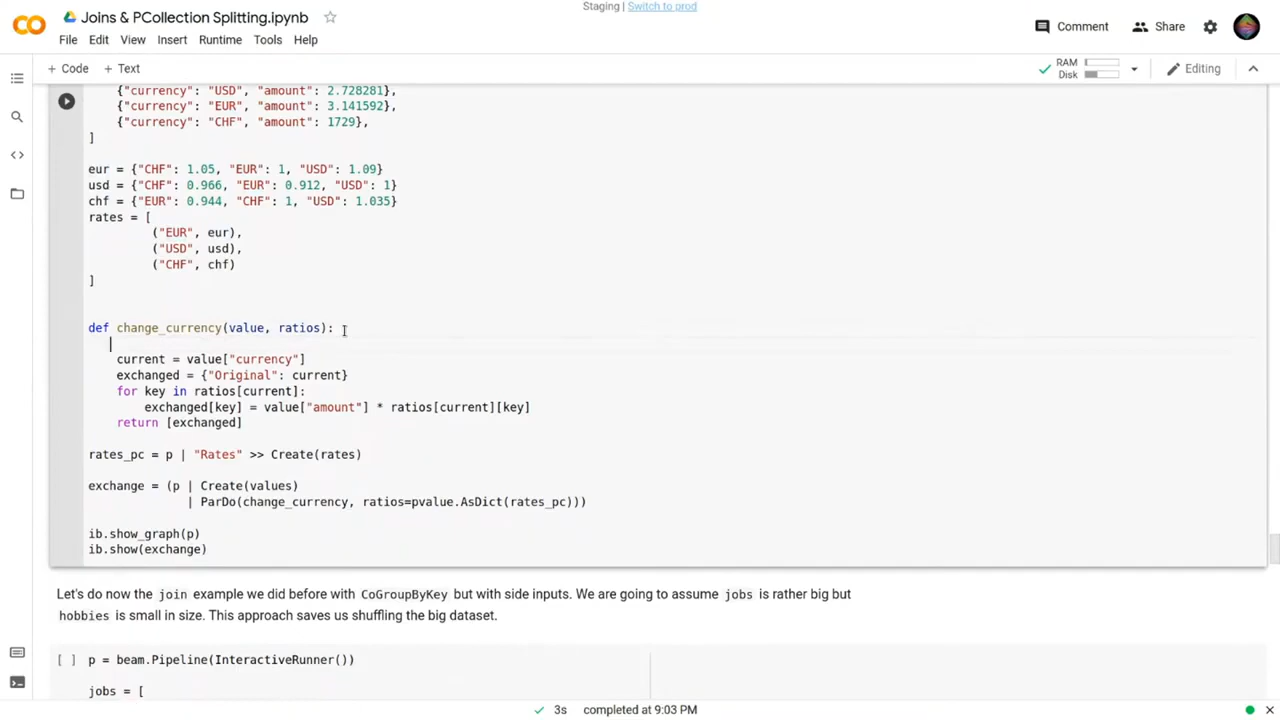 Staging | Switch to prod
Joins & PCollection Splitting.ipynb
Comment
Share
File Edit View Insert Runtime Tools Help
+ Code + Text
RAM
Disk
Editing
{"currency": "USD", "amount": 2.728281},
{"currency": "EUR", "amount": 3.141592},
{"currency": "CHF", "amount": 1729},
]
eur = {"CHF": 1.05, "EUR": 1, "USD": 1.09}
usd = {"CHF": 0.966, "EUR": 0.912, "USD": 1}
chf = {"EUR": 0.944, "CHF": 1, "USD": 1.035}
rates = [
("EUR", eur),
("USD", usd),
("CHF", chf)
]
def change_currency(value, ratios):
current = value["currency"]
exchanged = {"Original": current}
for key in ratios[current]:
exchanged[key] = value["amount"] * ratios[current][key]
return [exchanged]
rates_pc = p | "Rates" >> Create(rates)
exchange = (p | Create(values)
| ParDo(change_currency, ratios=pvalue.AsDict(rates_pc)))
ib.show_graph(p)
ib.show(exchange)
Let's do now the join example we did before with CoGroupByKey but with side inputs. We are going to assume jobs is rather big but
hobbies is small in size. This approach saves us shuffling the big dataset.
[ ] p = beam.Pipeline(InteractiveRunner())
jobs = [
3s completed at 9:03 PM